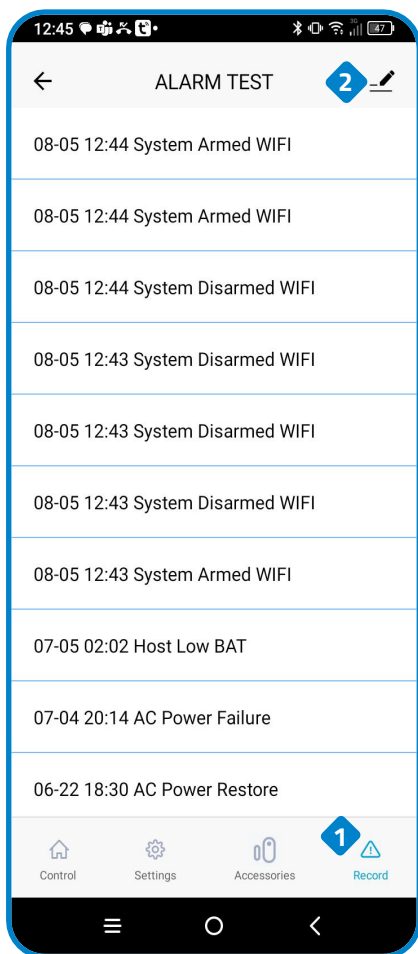 12:45
3G
47
ALARM TEST
2
08-05 12:44 System Armed WIFI
08-05 12:44 System Armed WIFI
08-05 12:44 System Disarmed WIFI
08-05 12:43 System Disarmed WIFI
08-05 12:43 System Disarmed WIFI
08-05 12:43 System Disarmed WIFI
08-05 12:43 System Armed WIFI
07-05 02:02 Host Low BAT
07-04 20:14 AC Power Failure
06-22 18:30 AC Power Restore
1
Control Settings Accessories Record